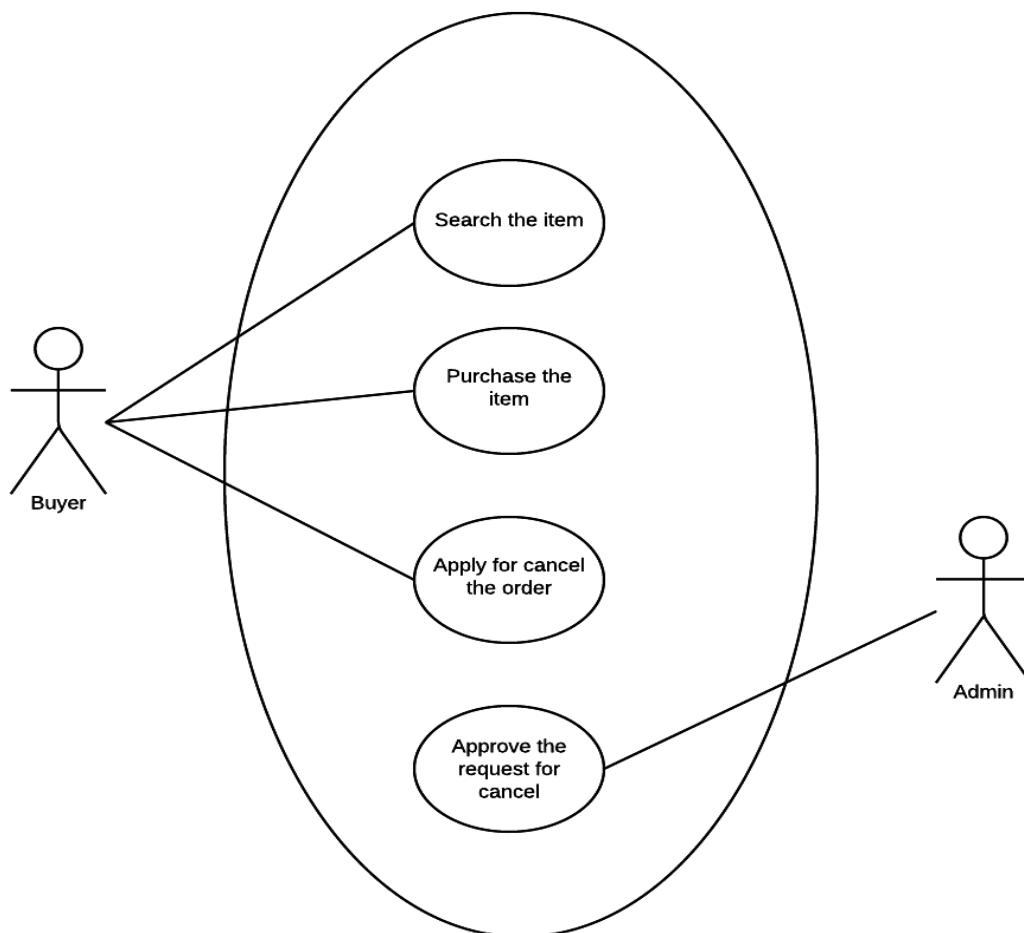 Search the item
Purchase the
item
Buyer
Apply for cancel
the order
Admin
Approve the
request for
cancel